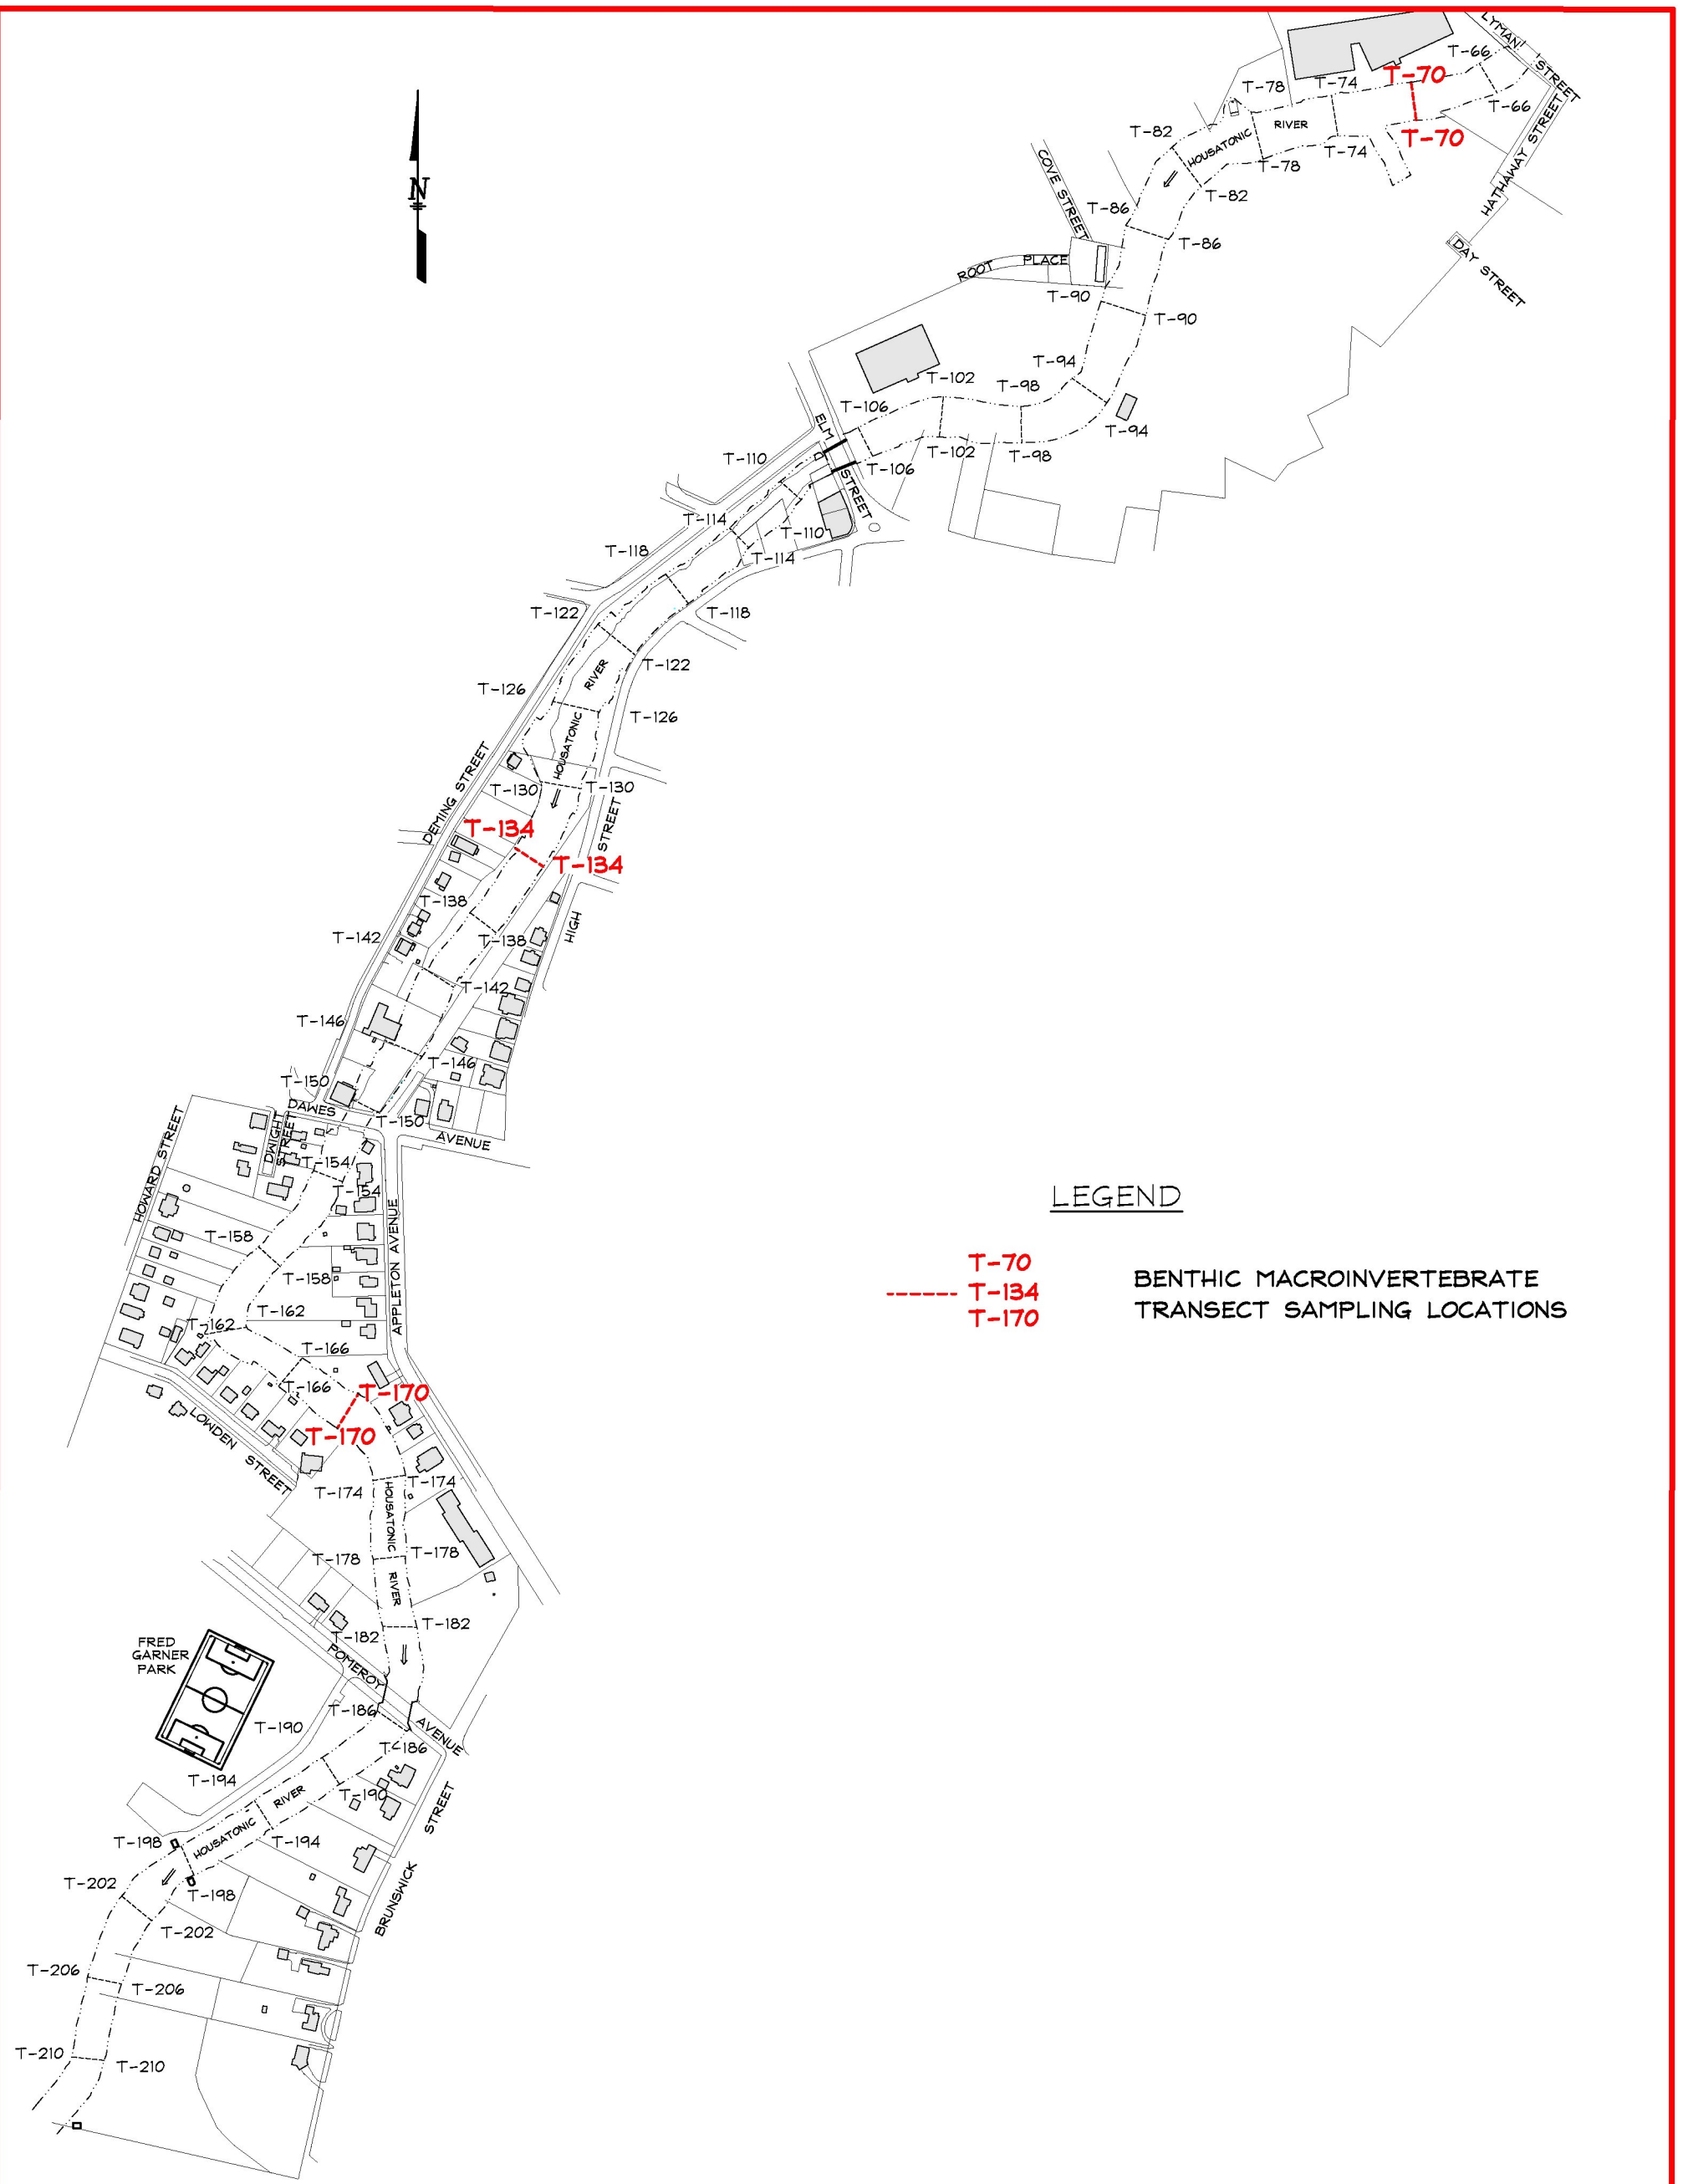 LYMAN STREET
T-66
T-70
T-74
T-78
T-66
HATHAWAY STREET
RIVER
T-82
T-70
HOUSATONIC
T-74
T-78
COVE STREET
N
T-82
T-86
T-86
DAY STREET
ROOT PLACE
T-90
T-90
T-94
T-102
T-98
T-106
ELM STREET
T-94
T-102
T-98
T-110
T-106
T-114
T-110
T-118
T-114
T-122
T-118
T-122
RIVER
T-126
T-126
HOUSATONIC
DEMING STREET
T-130
T-130
T-134
HIGH STREET
T-134
T-138
T-142
T-138
T-142
T-146
T-146
T-150
DAWES AVENUE
T-150
DWIGHT STREET
HOWARD STREET
T-154
T-154
APPLETON AVENUE
T-158
T-158
T-162
T-162
T-166
T-166
T-170
T-170
LOWDEN STREET
T-174
T-174
HOUSATONIC RIVER
T-178
T-178
T-182
T-182
POMEROY AVENUE
FRED
GARNER
PARK
T-186
T-190
T-186
T-194
T-190
RIVER
HOUSATONIC
BRUNSWICK STREET
T-198
T-194
T-202
T-198
T-202
T-206
T-206
T-210
T-210
LEGEND
T-70
T-134
T-170
BENTHIC MACROINVERTEBRATE
TRANSECT SAMPLING LOCATIONS